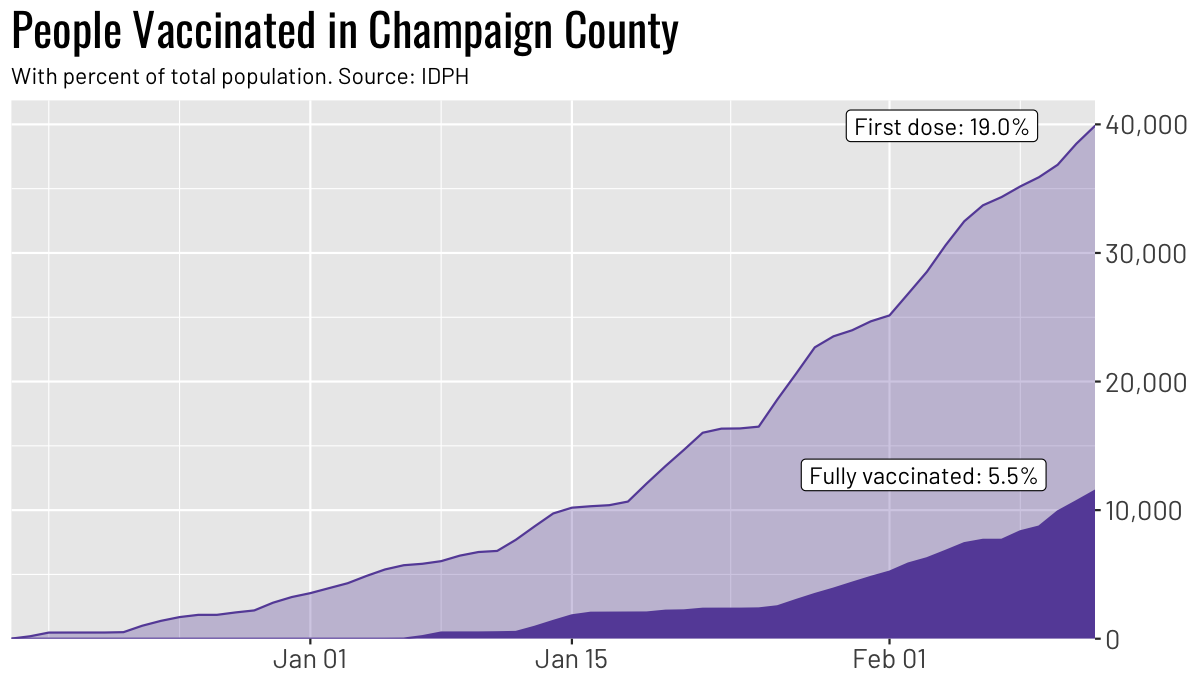 People Vaccinated in Champaign County
With percent of total population. Source: IDPH
First dose: 19.0%
40,000
30,000
20,000
Fully vaccinated: 5.5%
10,000
0
Jan 01
Jan 15
Feb 01